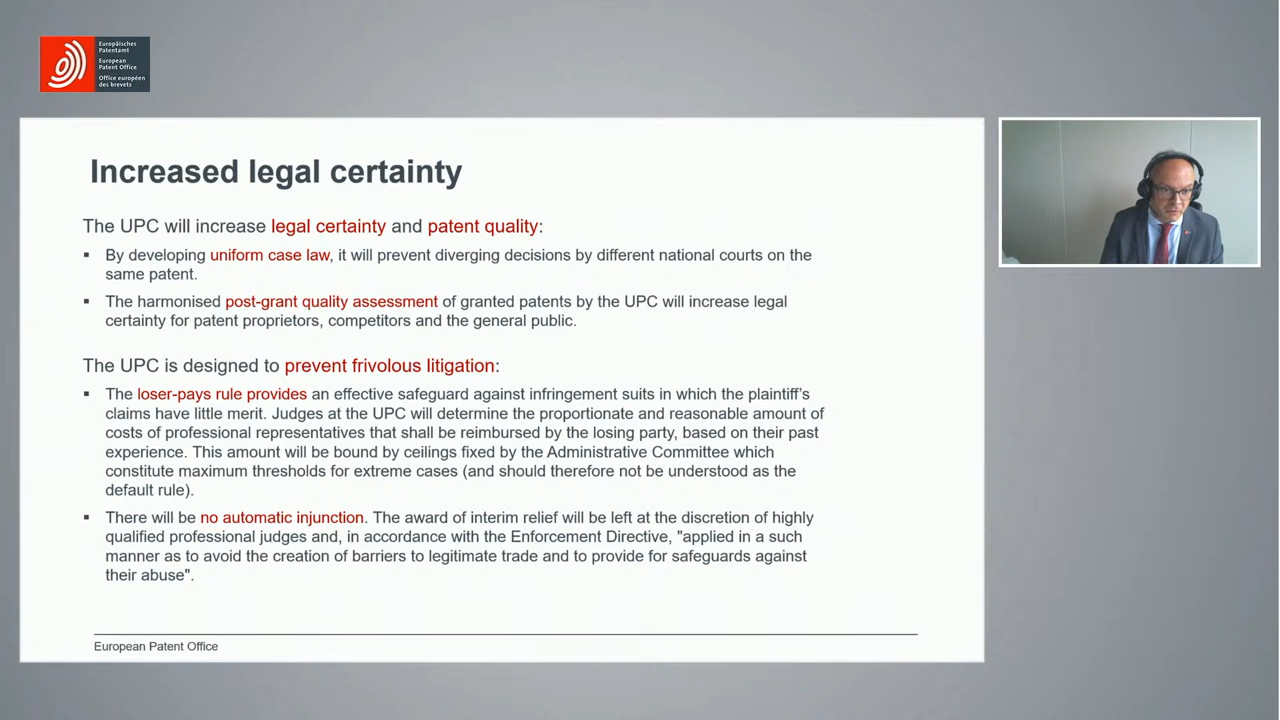 Europäisches
Patentamt
European
Patent Office
Office européen
des brevets
Increased legal certainty
The UPC will increase legal certainty and patent quality:
▪ By developing uniform case law, it will prevent diverging decisions by different national courts on the
same patent.
▪ The harmonised post-grant quality assessment of granted patents by the UPC will increase legal
certainty for patent proprietors, competitors and the general public.
The UPC is designed to prevent frivolous litigation:
▪ The loser-pays rule provides an effective safeguard against infringement suits in which the plaintiff's
claims have little merit. Judges at the UPC will determine the proportionate and reasonable amount of
costs of professional representatives that shall be reimbursed by the losing party, based on their past
experience. This amount will be bound by ceilings fixed by the Administrative Committee which
constitute maximum thresholds for extreme cases (and should therefore not be understood as the
default rule).
▪ There will be no automatic injunction. The award of interim relief will be left at the discretion of highly
qualified professional judges and, in accordance with the Enforcement Directive, "applied in a such
manner as to avoid the creation of barriers to legitimate trade and to provide for safeguards against
their abuse".
European Patent Office